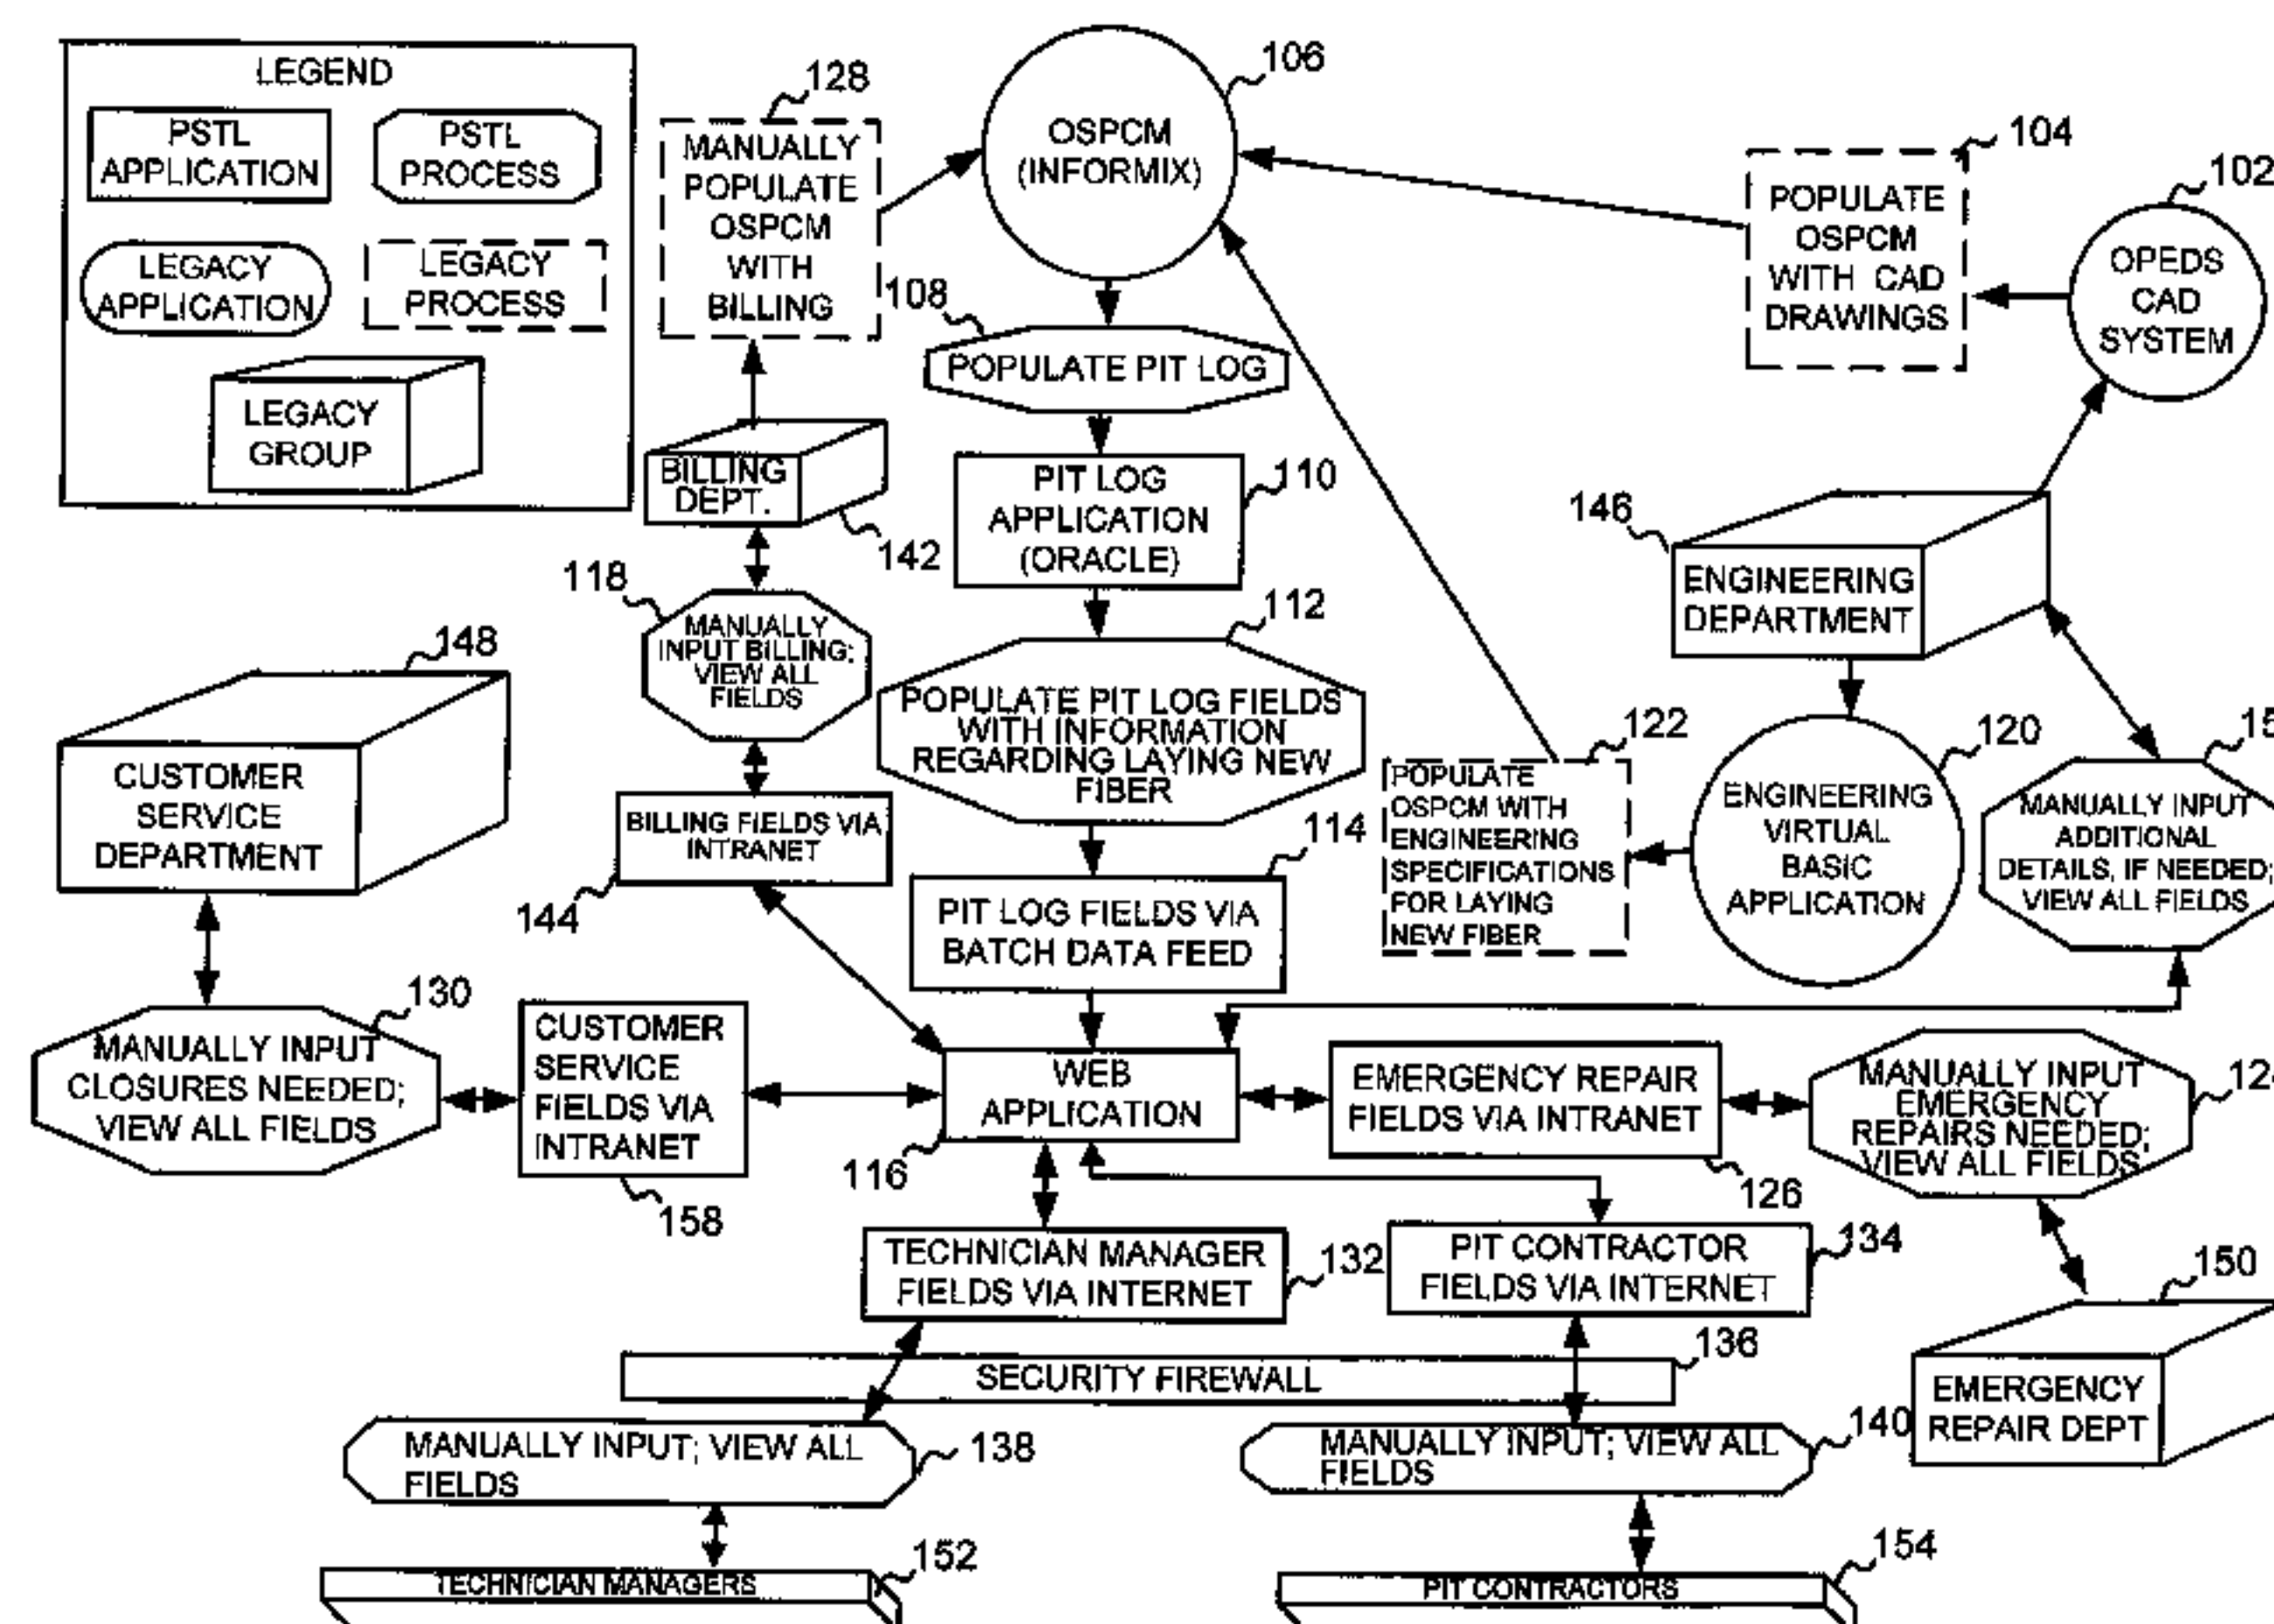 LEGEND
PSTL
APPLICATION
PSTL
PROCESS
LEGACY
APPLICATION
LEGACY
PROCESS
LEGACY
GROUP
128
MANUALLY
POPULATE
OSPCM
WITH
BILLING
106
OSPCM
(INFORMIX)
104
POPULATE
OSPCM
WITH CAD
DRAWINGS
102
OPEDS
CAD
SYSTEM
108
POPULATE PIT LOG
BILLING
DEPT.
142
PIT LOG
APPLICATION
(ORACLE)
110
146
ENGINEERING
DEPARTMENT
118
MANUALLY
INPUT BILLING;
VIEW ALL
FIELDS
112
POPULATE PIT LOG FIELDS
WITH INFORMATION
REGARDING LAYING NEW
FIBER
148
CUSTOMER
SERVICE
DEPARTMENT
BILLING FIELDS VIA
INTRANET
144
114
PIT LOG FIELDS VIA
BATCH DATA FEED
122
POPULATE
OSPCM WITH
ENGINEERING
SPECIFICATIONS
FOR LAYING
NEW FIBER
120
ENGINEERING
VIRTUAL
BASIC
APPLICATION
MANUALLY INPUT
ADDITIONAL
DETAILS, IF NEEDED;
VIEW ALL FIELDS
130
MANUALLY INPUT
CLOSURES NEEDED;
VIEW ALL FIELDS
CUSTOMER
SERVICE
FIELDS VIA
INTRANET
158
WEB
APPLICATION
116
EMERGENCY REPAIR
FIELDS VIA INTRANET
126
MANUALLY INPUT
EMERGENCY
REPAIRS NEEDED;
VIEW ALL FIELDS
TECHNICIAN MANAGER
FIELDS VIA INTERNET
132
PIT CONTRACTOR
FIELDS VIA INTERNET
134
150
EMERGENCY
REPAIR DEPT
SECURITY FIREWALL
136
MANUALLY INPUT; VIEW ALL
FIELDS
138
MANUALLY INPUT; VIEW ALL
FIELDS
140
TECHNICIAN MANAGERS
152
PIT CONTRACTORS
154